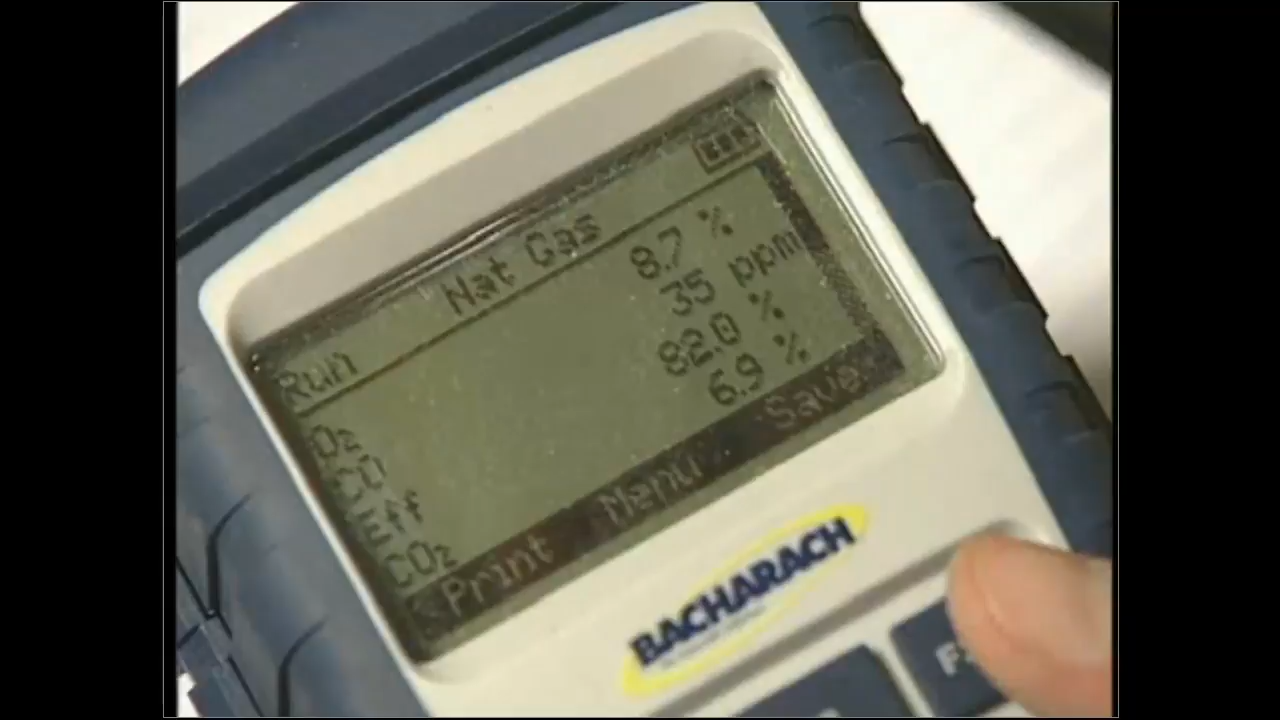 Run Nat Gas
O₂ 8.7 %
CO 35 ppm
Eff 82.0 %
CO₂ 6.9 %
Print Menu Save
BACHARACH
F